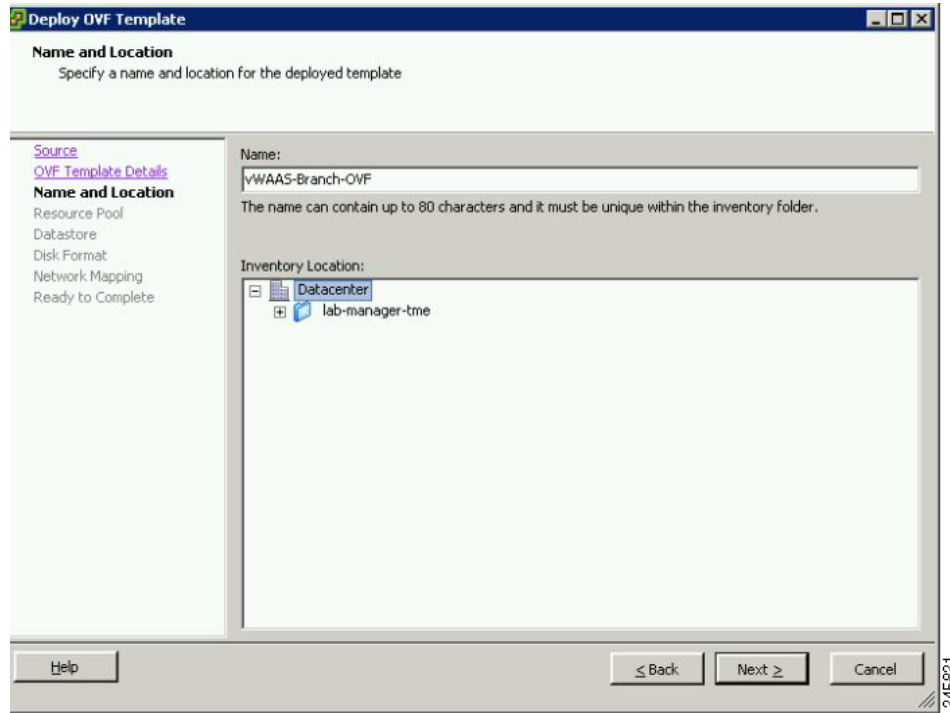 Deploy OVF Template
Name and Location
Specify a name and location for the deployed template
Source
OVF Template Details
Name and Location
Resource Pool
Datastore
Disk Format
Network Mapping
Ready to Complete
Name:
vWAAS-Branch-OVF
The name can contain up to 80 characters and it must be unique within the inventory folder.
Inventory Location:
Datacenter
lab-manager-tme
Help
≤ Back
Next ≥
Cancel
245821